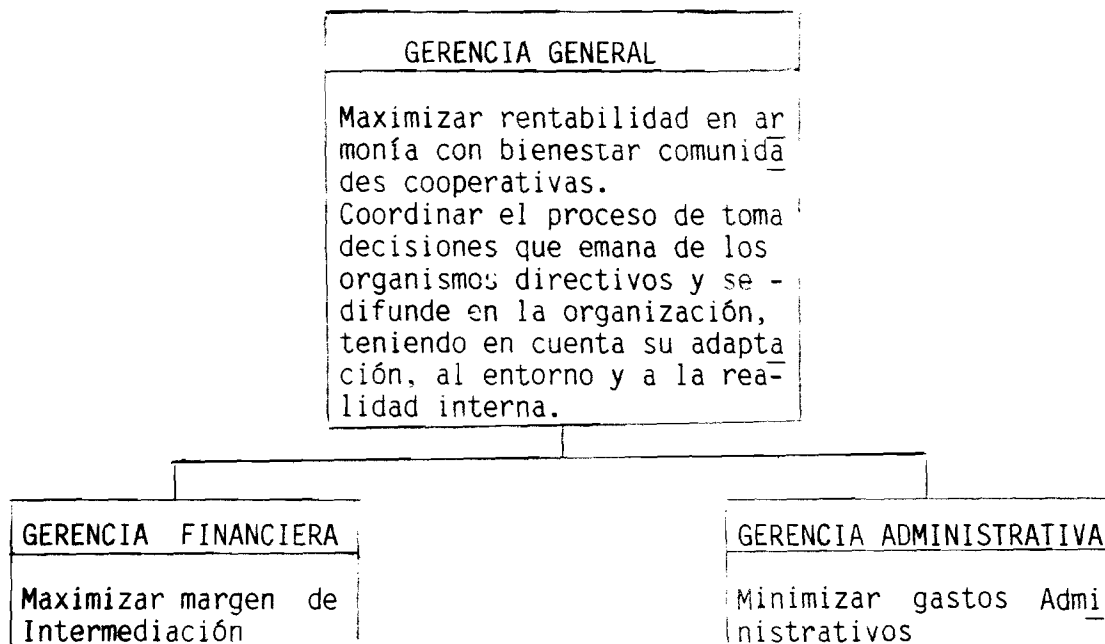 GERENCIA GENERAL
Maximizar rentabilidad en ar
monía con bienestar comunida
des cooperativas.
Coordinar el proceso de toma
decisiones que emana de los
organismos directivos y se -
difunde en la organización,
teniendo en cuenta su adapta
ción, al entorno y a la rea-
lidad interna.
GERENCIA FINANCIERA
Maximizar margen de
Intermediación
GERENCIA ADMINISTRATIVA
Minimizar gastos Admi
nistrativos